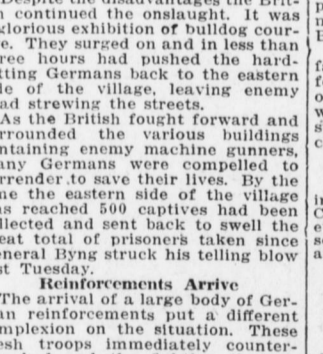 Despite the disadvantages the Brit-
continued the onslaught. It was
glorious exhibition of bulldog cour-
e. They surged on and in less than
ree hours had pushed the hard-
tting Germans back to the eastern
de of the village, leaving enemy
ad strewing the streets.
As the British fought forward and
rrounded the various buildings
ntaining enemy machine gunners,
any Germans were compelled to
rrender.to save their lives. By the
ne the eastern side of the village
as reached 500 captives had been
llected and sent back to swell the
eat total of prisoners taken since
eneral Byng struck his telling blow
st Tuesday.
Reinforcements Arrive
The arrival of a large body of Ger-
an reinforcements put a different
mplexion on the situation. These
esh troops immediately counter-